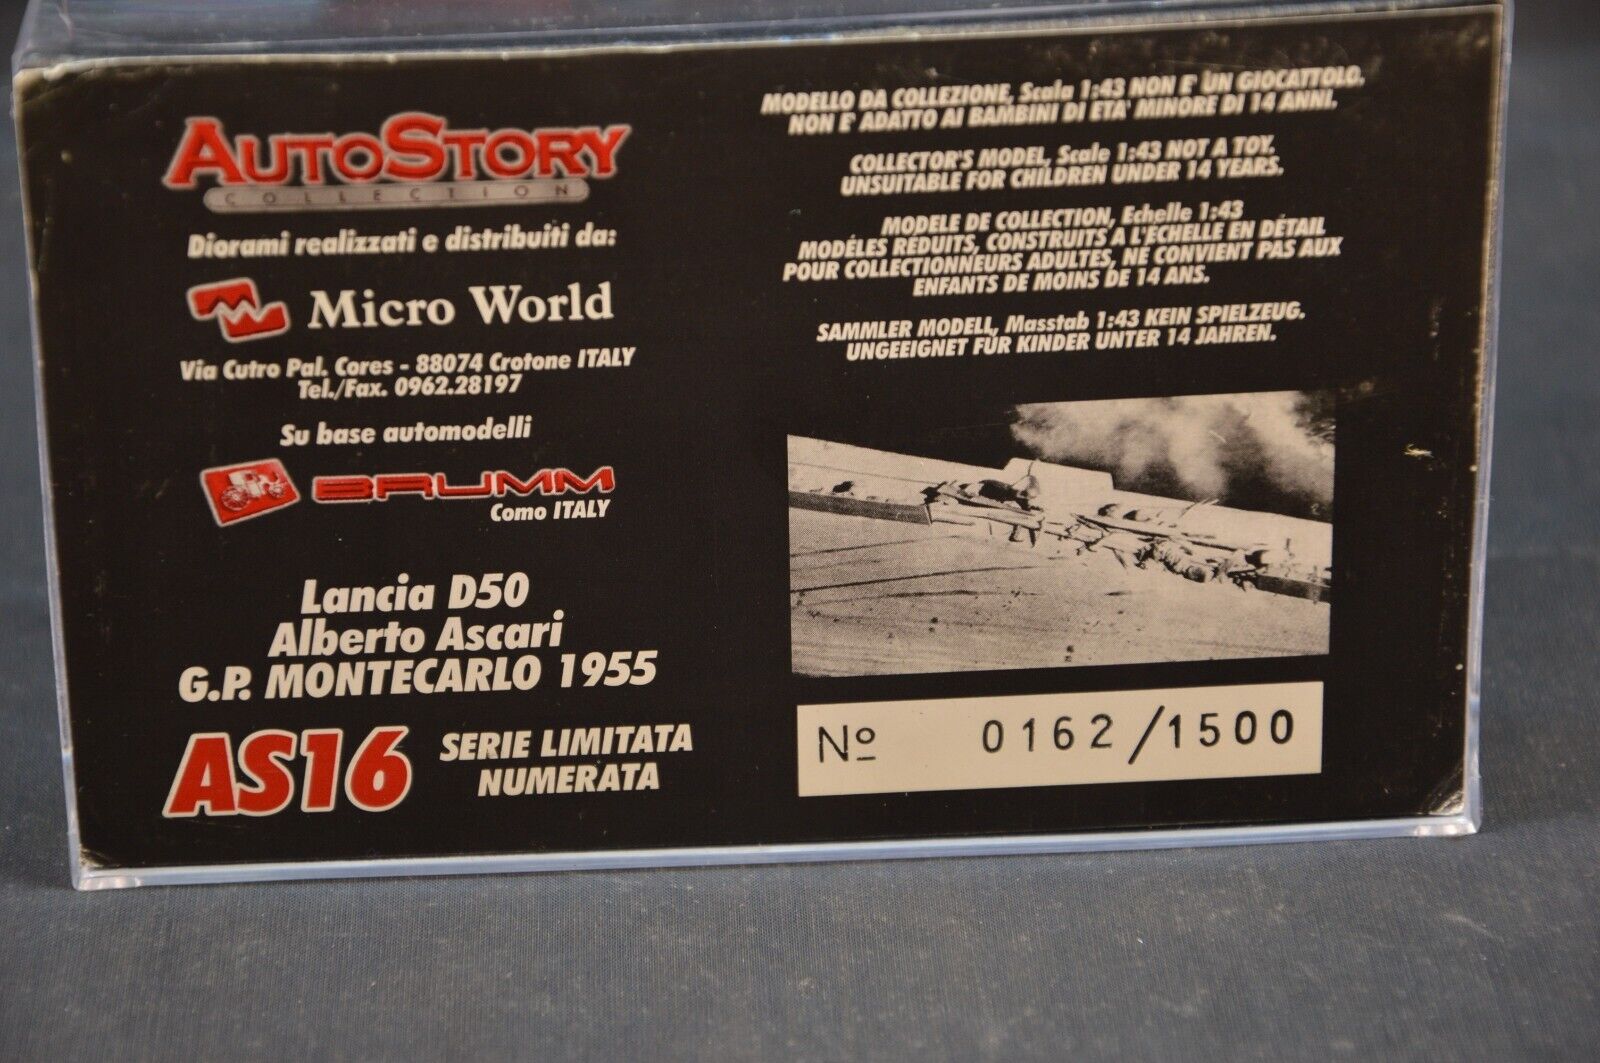 AUTOSTORY
COLLECTION
Diorami realizzati e distribuiti da:
Micro World
Via Cutro Pal. Cores - 88074 Crotone ITALY
Tel./Fax. 0962.28197
Su base automodelli
BRUMM
Como ITALY
Lancia D50
Alberto Ascari
G.P. MONTECARLO 1955
AS16
SERIE LIMITATA
NUMERATA
MODELLO DA COLLEZIONE, Scala 1:43 NON E' UN GIOCATTOLO.
NON E' ADATTO AI BAMBINI DI ETA' MINORE DI 14 ANNI.
COLLECTOR'S MODEL, Scale 1:43 NOT A TOY.
UNSUITABLE FOR CHILDREN UNDER 14 YEARS.
MODELE DE COLLECTION, Echelle 1:43
MODÉLES REDUITS, CONSTRUITS A L'ECHELLE EN DÉTAIL
POUR COLLECTIONNEURS ADULTES, NE CONVIENT PAS AUX
ENFANTS DE MOINS DE 14 ANS.
SAMMLER MODELL, Masstab 1:43 KEIN SPIELZEUG.
UNGEEIGNET FÜR KINDER UNTER 14 JAHREN.
Nº 0162/1500